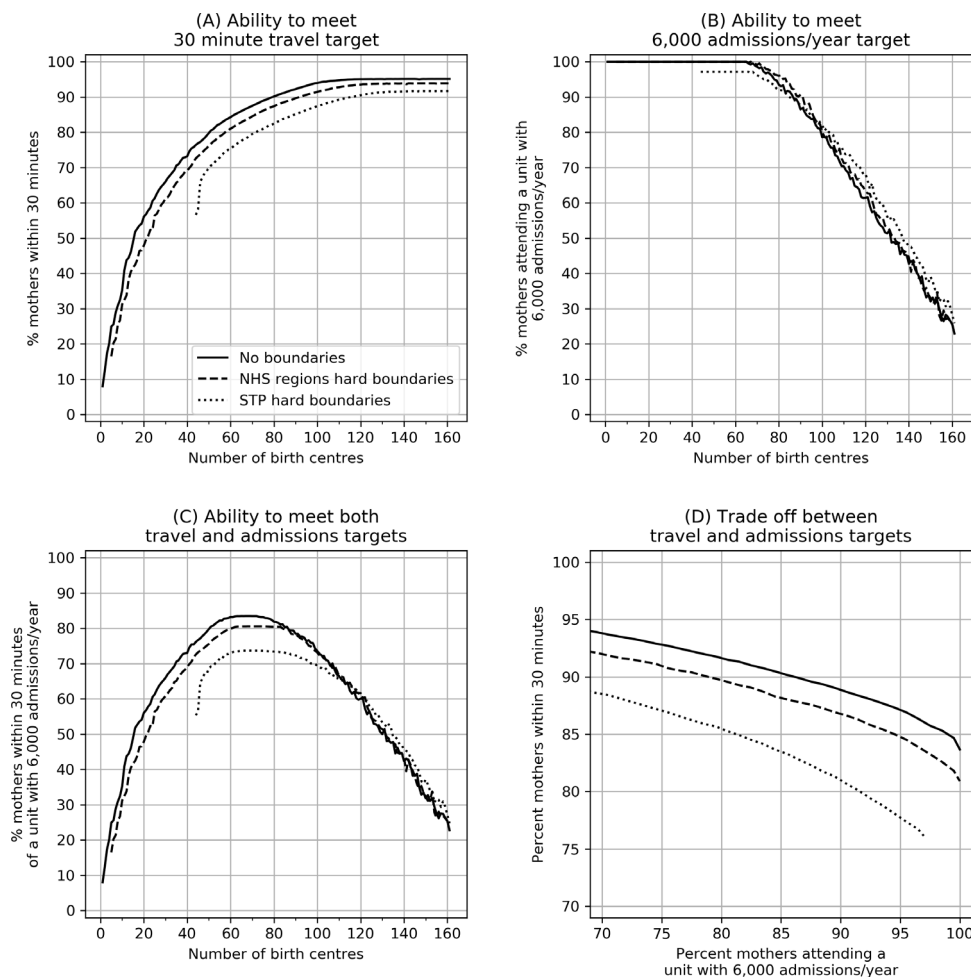 (A) Ability to meet
30 minute travel target
% mothers within 30 minutes
100
90
80
70
60
50
40
30
20
10
0
No boundaries
NHS regions hard boundaries
STP hard boundaries
0 20 40 60 80 100 120 140 160
Number of birth centres
(B) Ability to meet
6,000 admissions/year target
% mothers attending a unit with
6,000 admissions/year
100
90
80
70
60
50
40
30
20
10
0
0 20 40 60 80 100 120 140 160
Number of birth centres
(C) Ability to meet both
travel and admissions targets
% mothers within 30 minutes
of a unit with 6,000 admissions/year
100
90
80
70
60
50
40
30
20
10
0
0 20 40 60 80 100 120 140 160
Number of birth centres
(D) Trade off between
travel and admissions targets
Percent mothers within 30 minutes
100
95
90
85
80
75
70
70 75 80 85 90 95 100
Percent mothers attending a
unit with 6,000 admissions/year